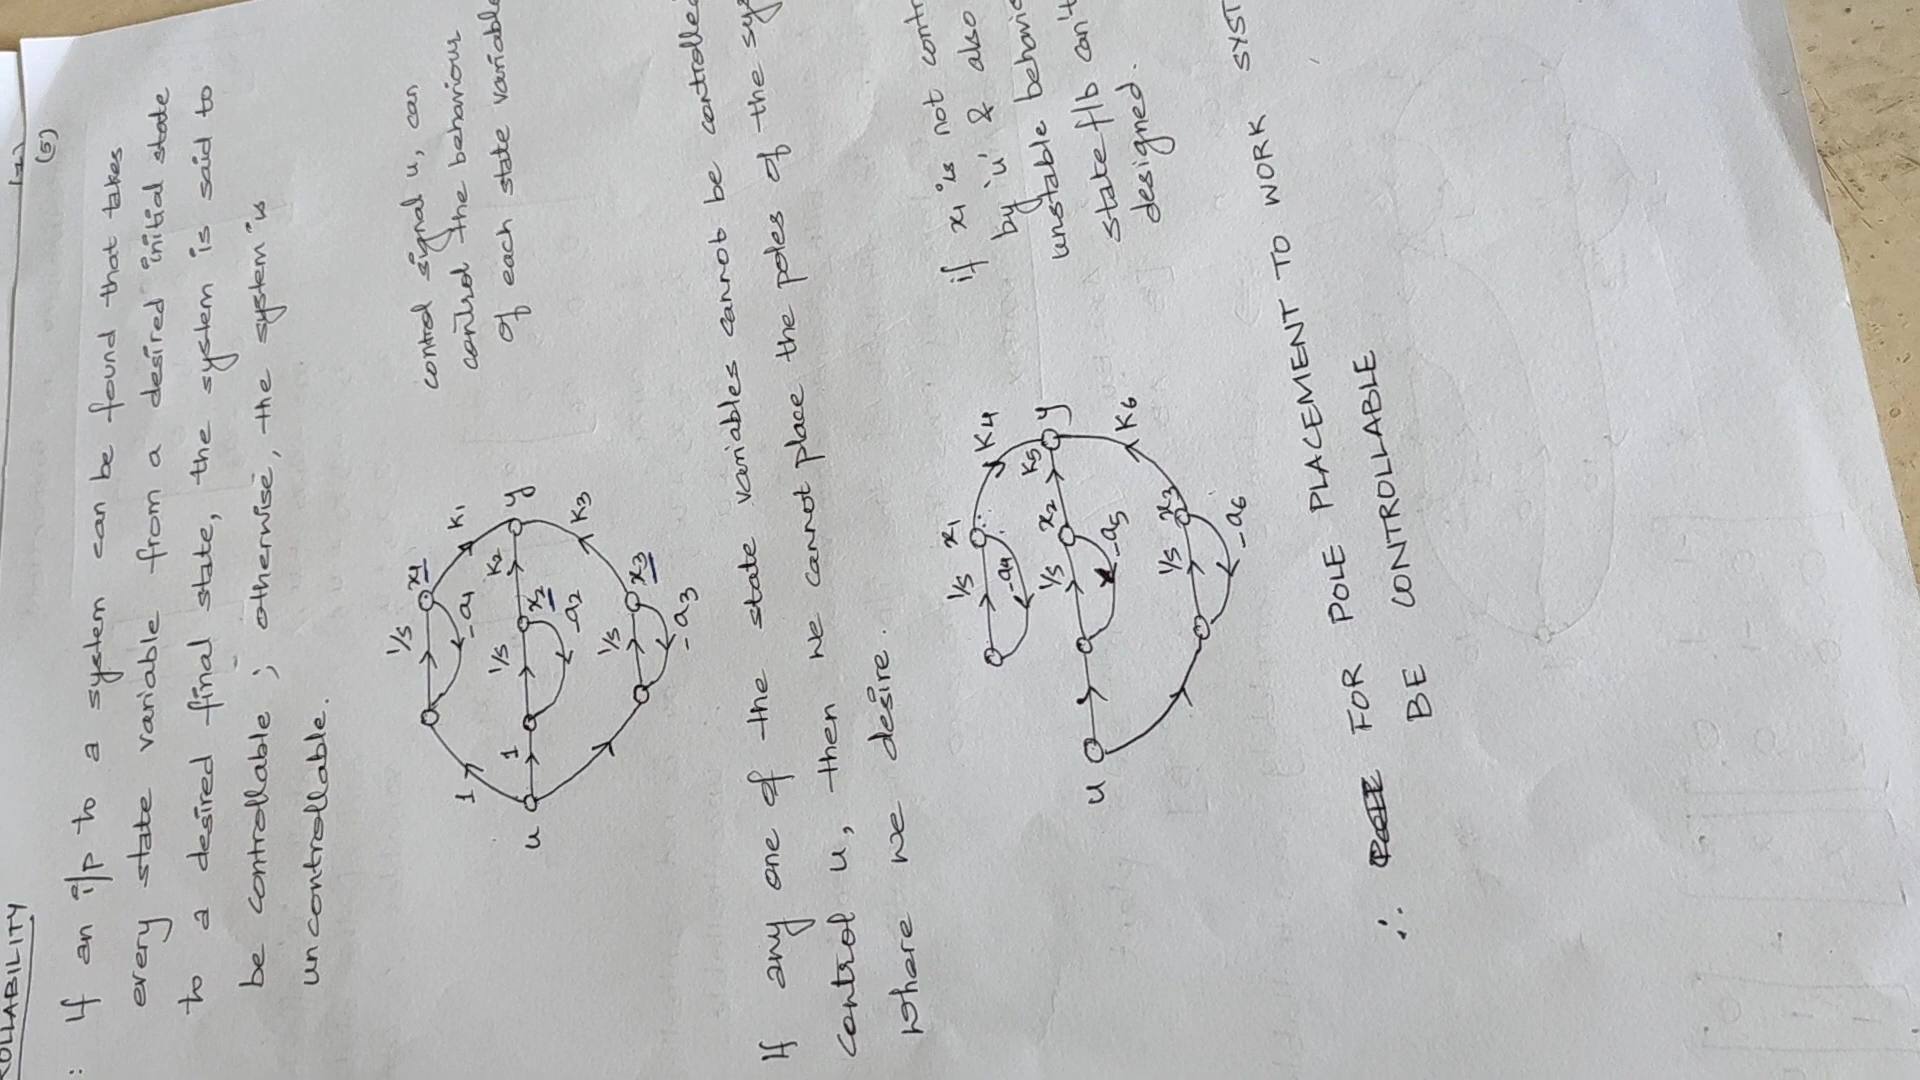 ROLLABILITY
(5)
: If an i/p to a system can be found that takes
every state variable from a desired initial state
to a desired final state, the system is said to
be controllable ; otherwise, the system is
uncontrollable.
control signal u, can
control the behaviour
of each state variable
1
1/s
x1
K1
-a1
u
1
1/s
x2
K2
y
-a2
1/s
x3
K3
-a3
If any one of the state variables cannot be controlled
control u, then we cannot place the poles of the sys
where we desire.
x1
K4
1/s
-a4
1/s
x2
K5
y
-a5
u
1/s
x3
K6
-a6
if x1 is not contr
by 'u' & also
unstable behavio
state f/b can't
designed.
∴ FOR POLE PLACEMENT TO WORK SYST
BE CONTROLLABLE